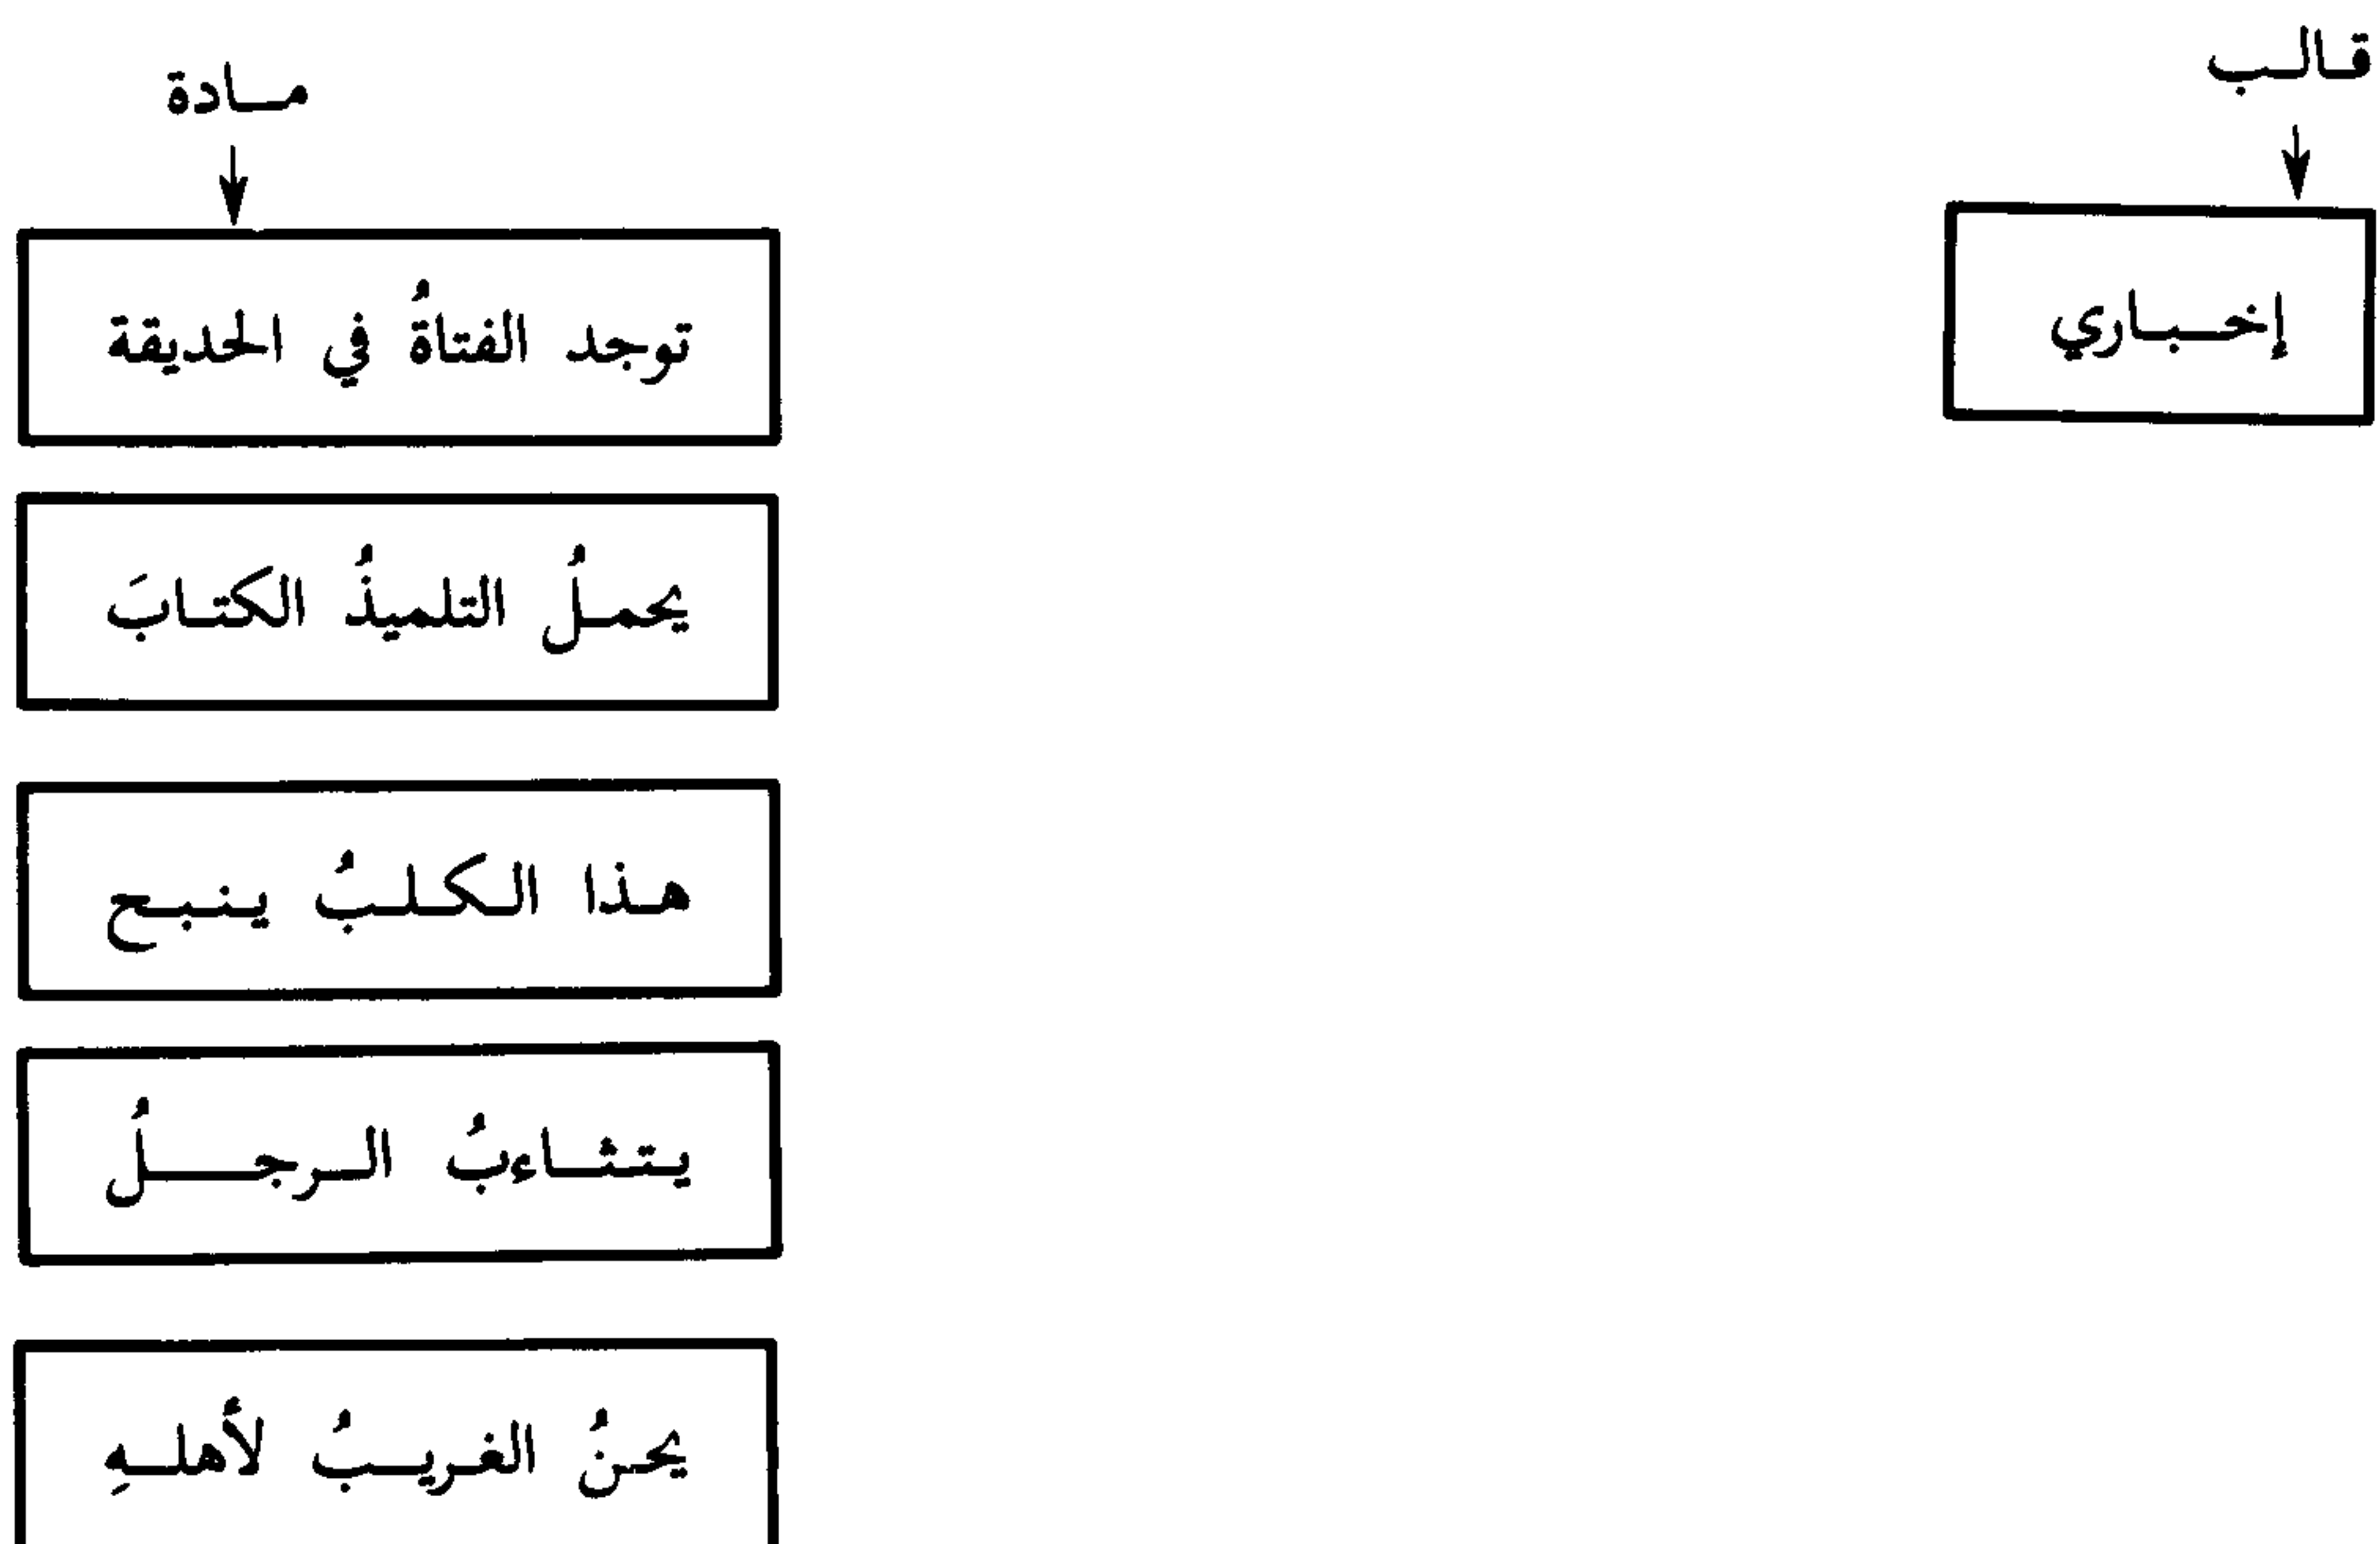 قالب
مادة
إخباري
توجد الفتاةُ في الحديقة
يحملُ التلميذُ الكتابَ
هذا الكلبُ ينبح
يتثاءبُ الرجلُ
يحنُ الغريبُ لأهلهِ